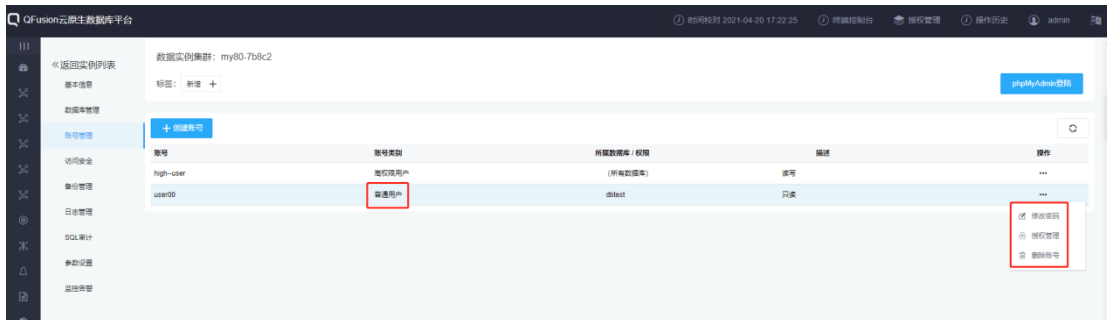 QFusion云原生数据库平台
时间校对 2021-04-20 17:22:25 终端控制台 授权管理 操作历史 admin
《返回实例列表
基本信息
数据库管理
账号管理
访问安全
备份管理
日志管理
SQL审计
参数设置
监控告警
数据实例集群：my80-7b8c2
标签： 新增 +
phpMyAdmin登陆
+ 创建账号
账号 账号类别 所属数据库 / 权限 描述 操作
high-user 高权限用户 (所有数据库) 读写 •••
user00 普通用户 dbtest 只读 •••
修改密码
授权管理
删除账号